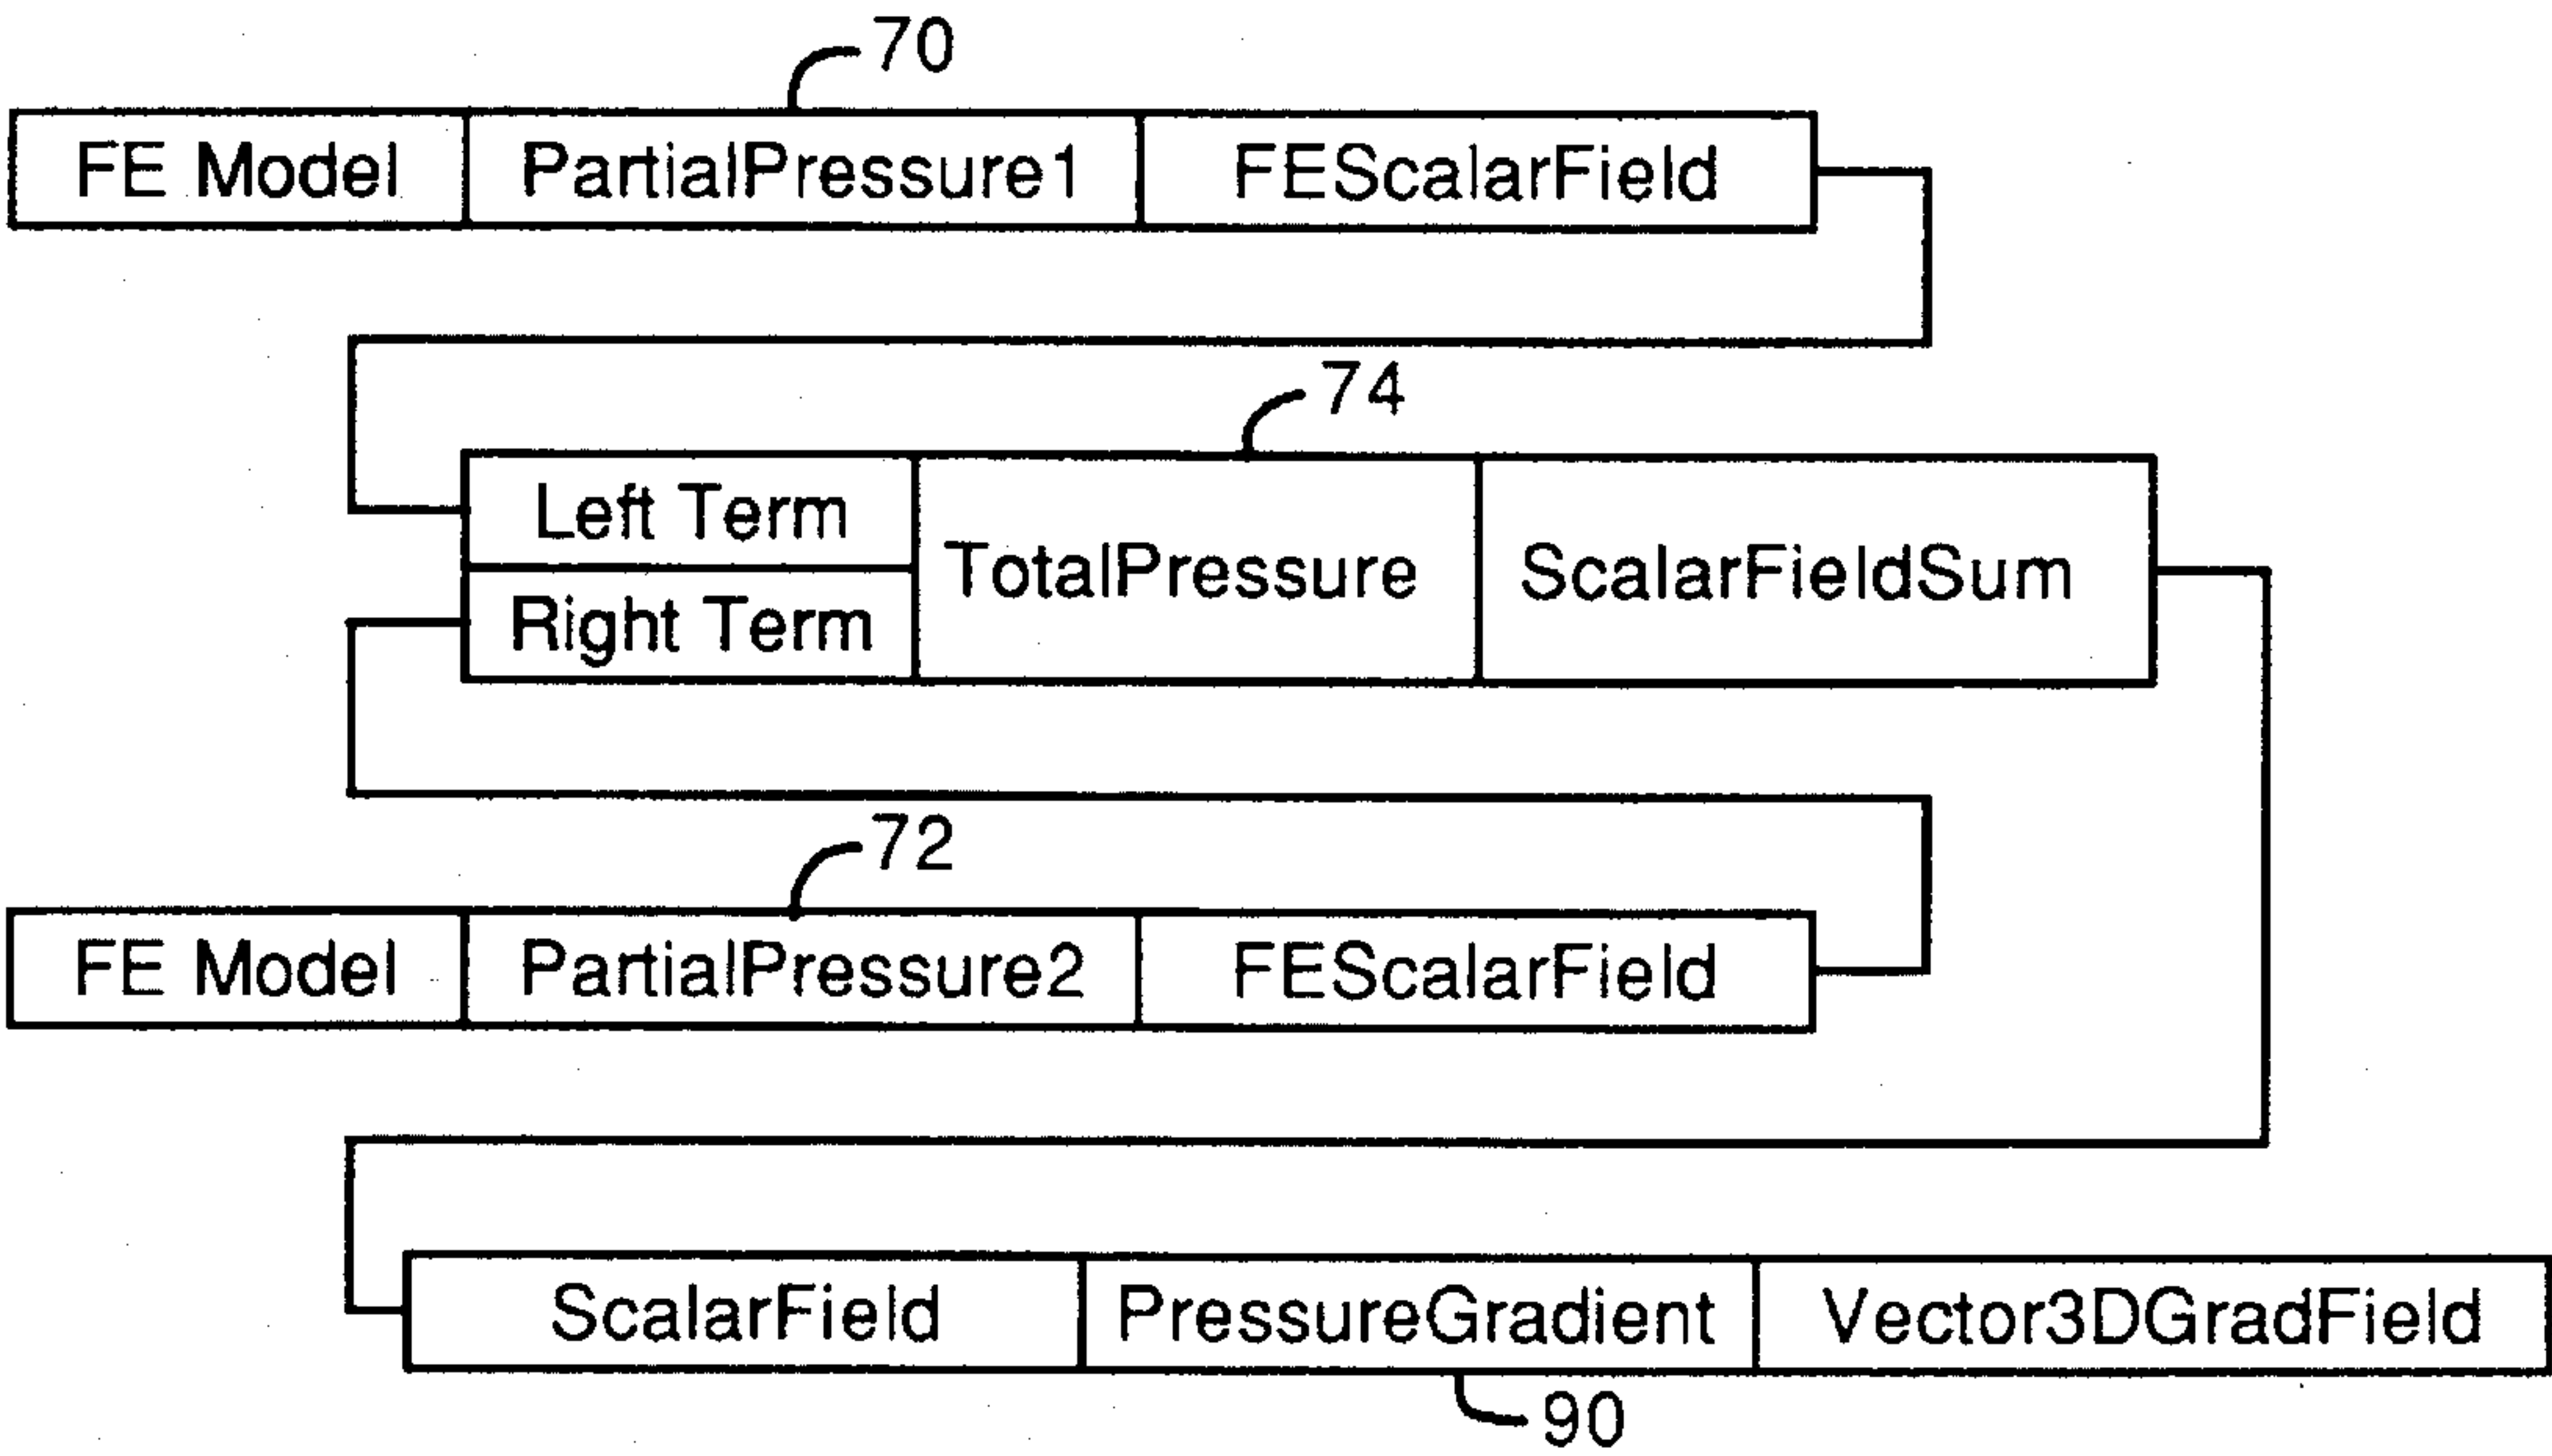 70
FE Model PartialPressure1 FEScalarField
74
Left Term
TotalPressure ScalarFieldSum
Right Term
72
FE Model PartialPressure2 FEScalarField
ScalarField PressureGradient Vector3DGradField
90